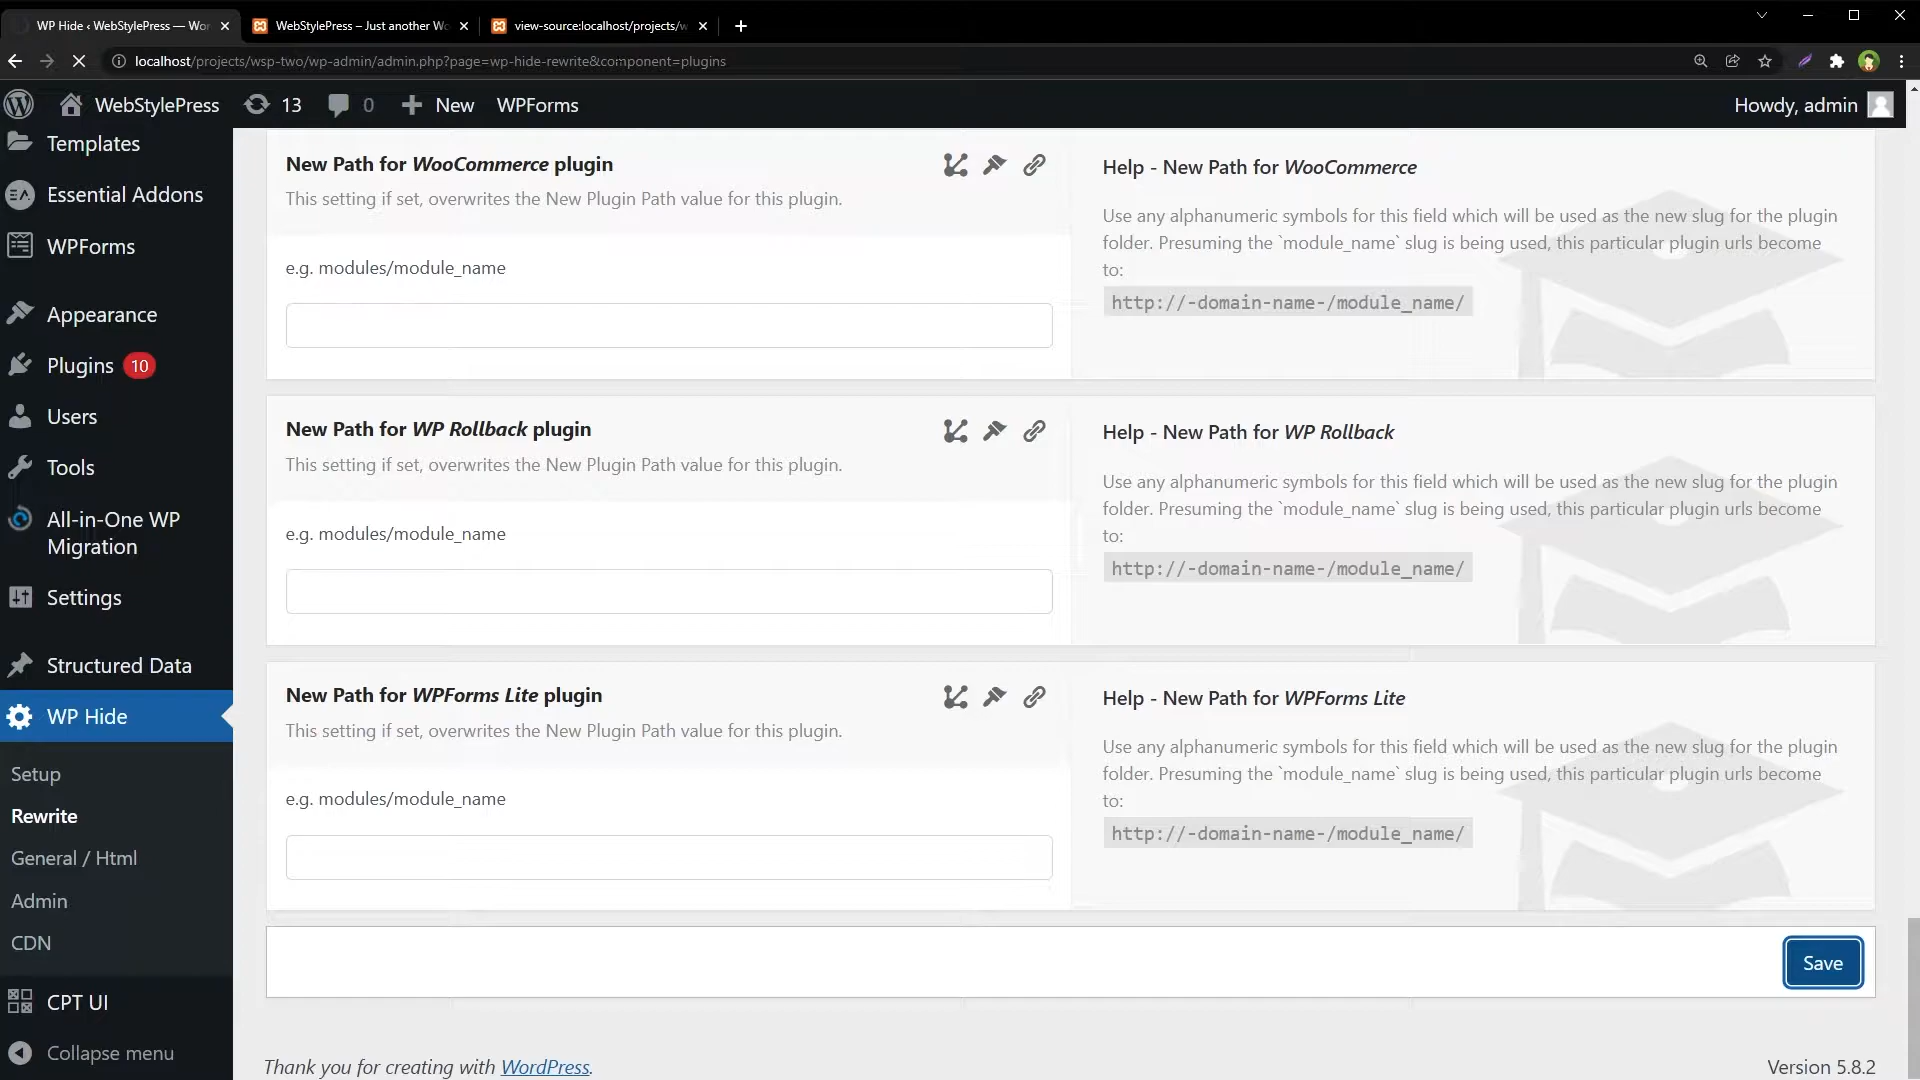 WP Hide ‹ WebStylePress — Wor
WebStylePress – Just another Wo
view-source:localhost/projects/w
localhost/projects/wsp-two/wp-admin/admin.php?page=wp-hide-rewrite&component=plugins
WebStylePress
13
0
New
WPForms
Howdy, admin
Templates
Essential Addons
WPForms
Appearance
Plugins 10
Users
Tools
All-in-One WP
Migration
Settings
Structured Data
WP Hide
Setup
Rewrite
General / Html
Admin
CDN
CPT UI
Collapse menu
New Path for WooCommerce plugin
This setting if set, overwrites the New Plugin Path value for this plugin.
e.g. modules/module_name
Help - New Path for WooCommerce
Use any alphanumeric symbols for this field which will be used as the new slug for the plugin
folder. Presuming the `module_name` slug is being used, this particular plugin urls become
to:
http://-domain-name-/module_name/
New Path for WP Rollback plugin
This setting if set, overwrites the New Plugin Path value for this plugin.
e.g. modules/module_name
Help - New Path for WP Rollback
Use any alphanumeric symbols for this field which will be used as the new slug for the plugin
folder. Presuming the `module_name` slug is being used, this particular plugin urls become
to:
http://-domain-name-/module_name/
New Path for WPForms Lite plugin
This setting if set, overwrites the New Plugin Path value for this plugin.
e.g. modules/module_name
Help - New Path for WPForms Lite
Use any alphanumeric symbols for this field which will be used as the new slug for the plugin
folder. Presuming the `module_name` slug is being used, this particular plugin urls become
to:
http://-domain-name-/module_name/
Save
Thank you for creating with WordPress.
Version 5.8.2